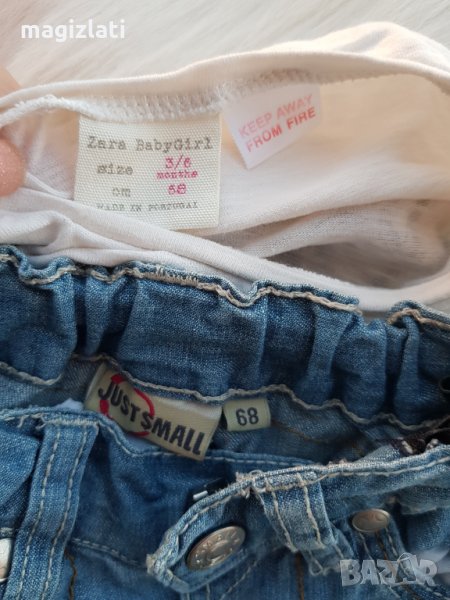 magizlati
Zara BabyGirl
size 3/6
months
cm 68
MADE IN PORTUGAL
KEEP AWAY
FROM FIRE
JUST SMALL
68
BAZAR